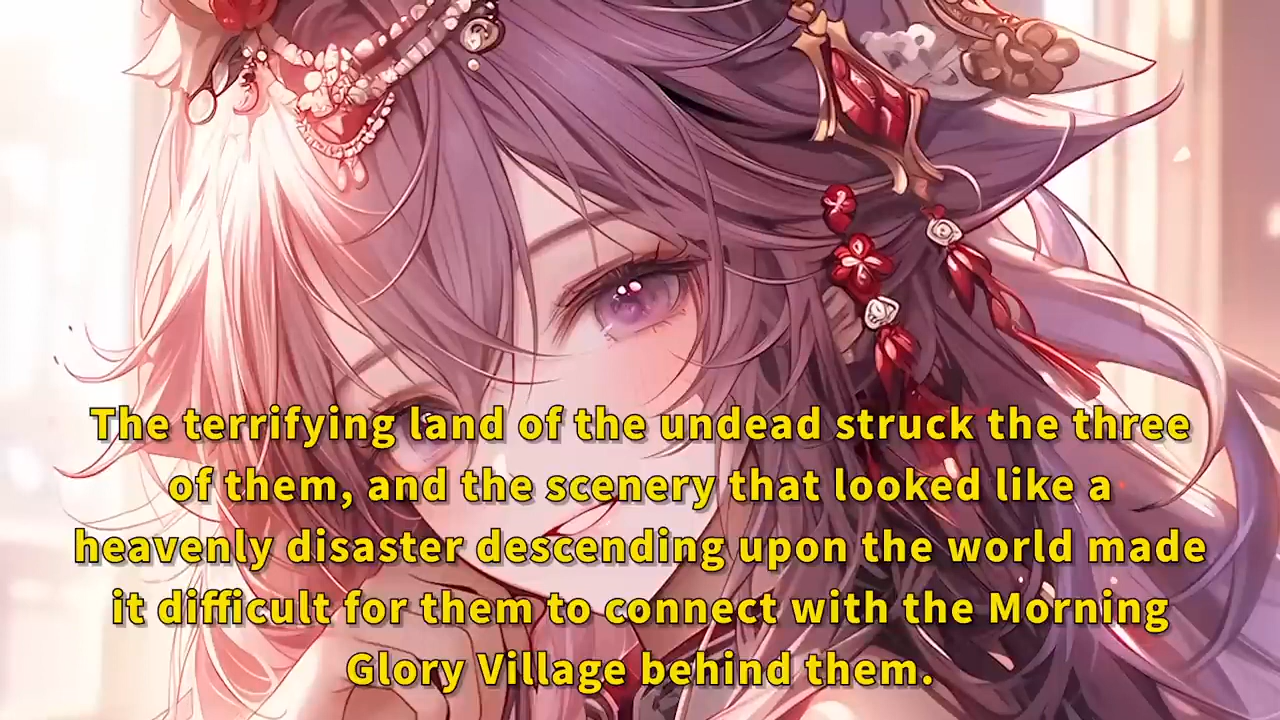 The terrifying land of the undead struck the three
of them, and the scenery that looked like a
heavenly disaster descending upon the world made
it difficult for them to connect with the Morning
Glory Village behind them.